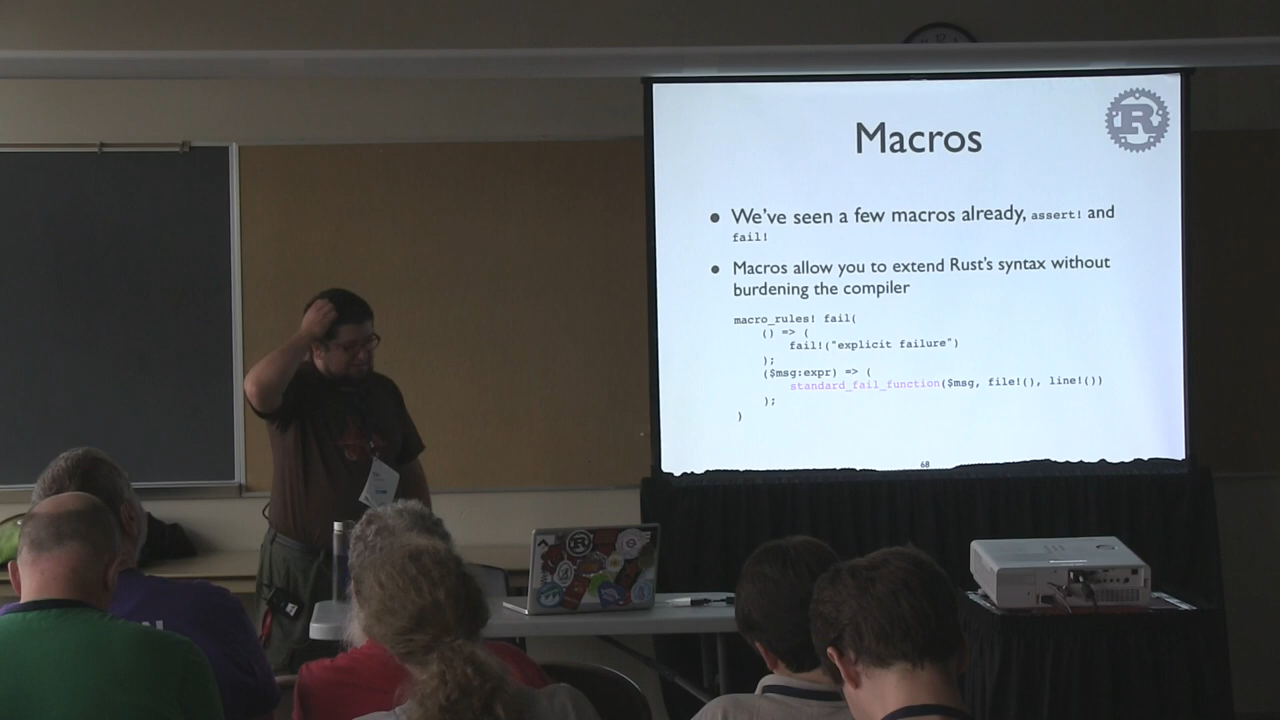 R
Macros
• We've seen a few macros already, assert! and
fail!
• Macros allow you to extend Rust's syntax without
burdening the compiler
macro_rules! fail(
    () => (
        fail!("explicit failure")
    );
    ($msg:expr) => (
        standard_fail_function($msg, file!(), line!())
    );
)
68
R